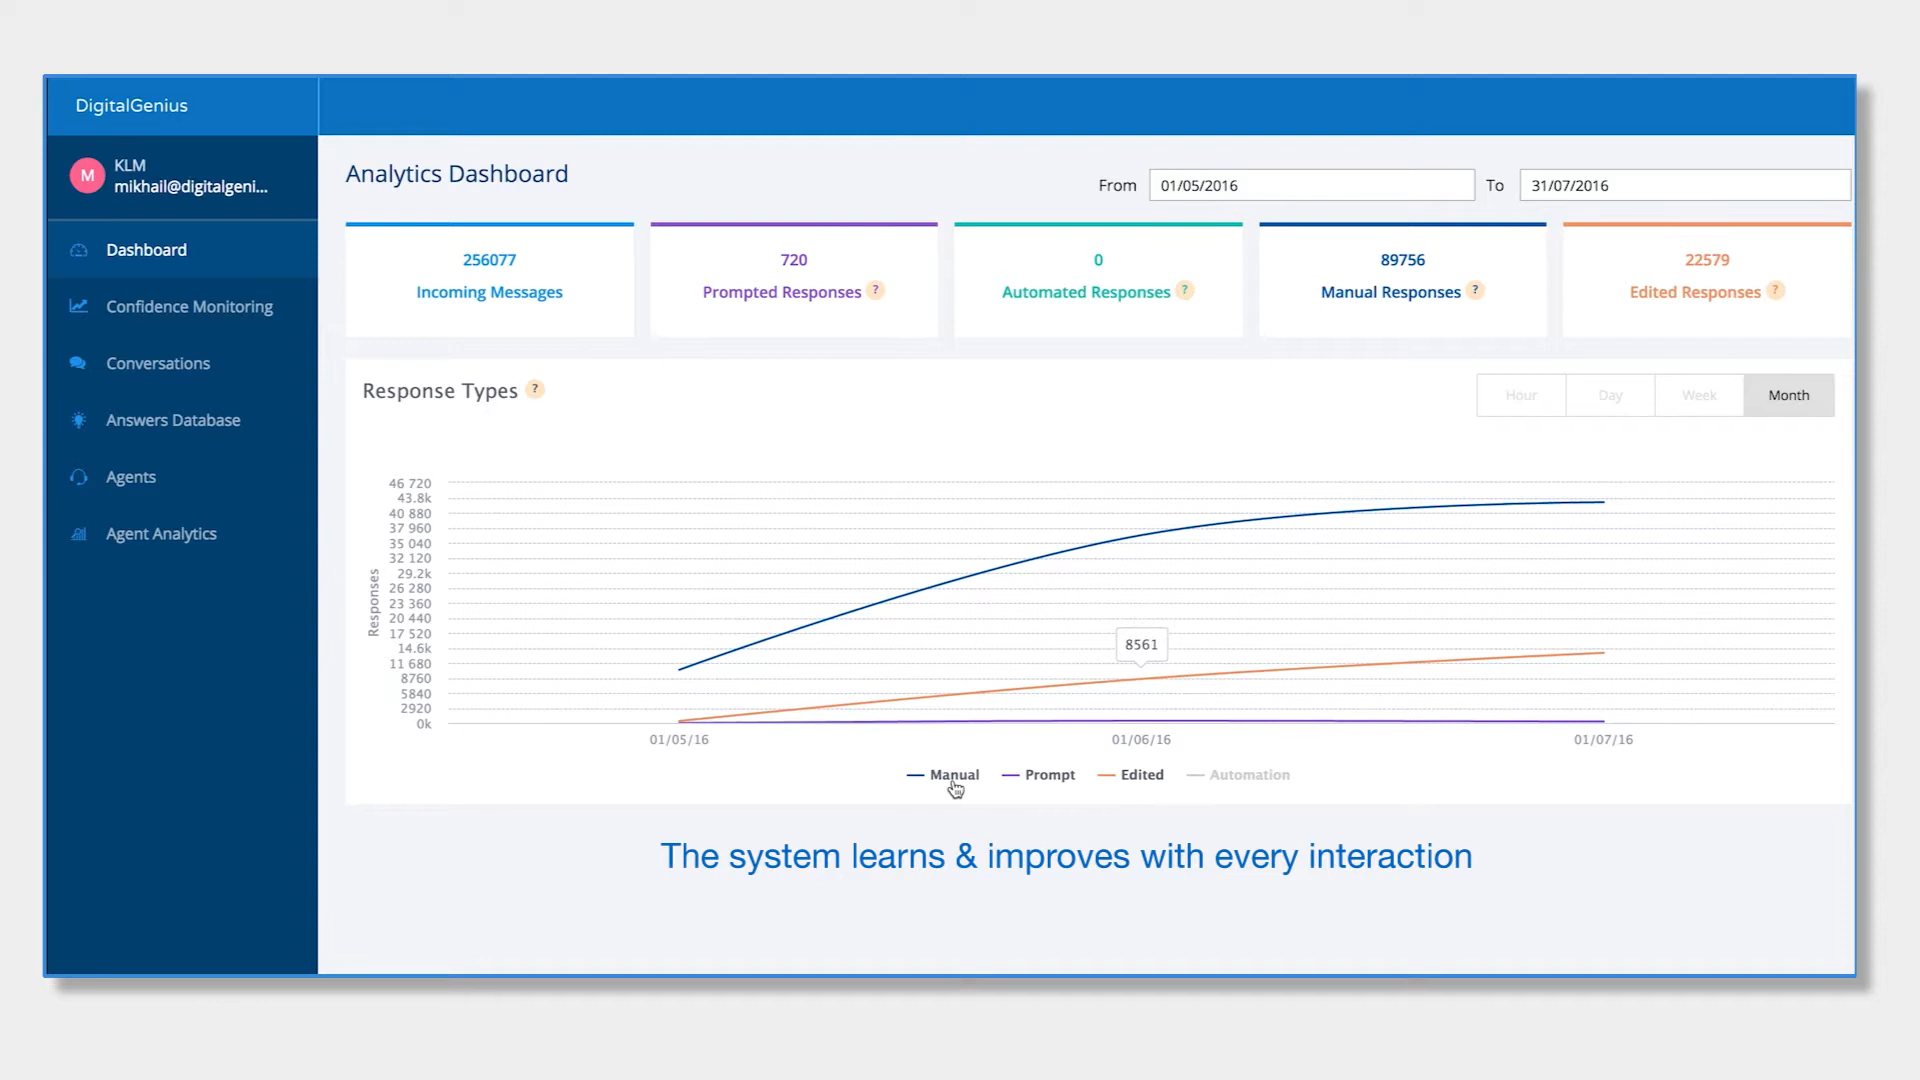 DigitalGenius
M
KLM
mikhail@digitalgeni...
Dashboard
Confidence Monitoring
Conversations
Answers Database
Agents
Agent Analytics
Analytics Dashboard
From 01/05/2016 To 31/07/2016
256077
Incoming Messages
720
Prompted Responses ?
0
Automated Responses ?
89756
Manual Responses ?
22579
Edited Responses ?
Response Types ?
Hour Day Week Month
Responses
46 720
43.8k
40 880
37 960
35 040
32 120
29.2k
26 280
23 360
20 440
17 520
14.6k
11 680
8760
5840
2920
0k
8561
01/05/16 01/06/16 01/07/16
Manual Prompt Edited Automation
The system learns & improves with every interaction